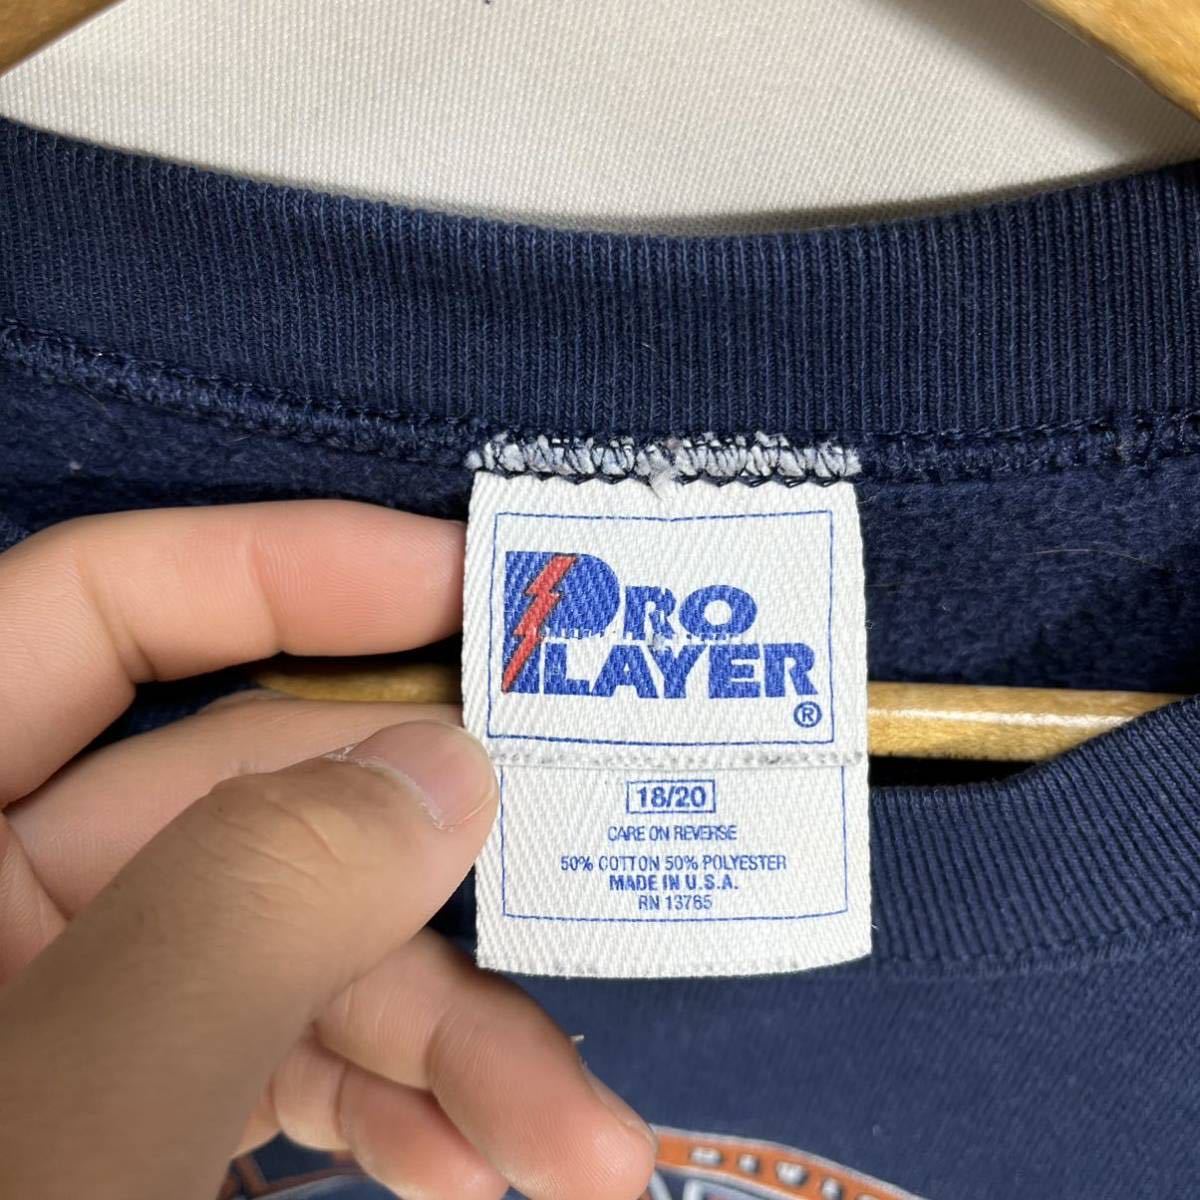 PRO
PLAYER
®
18/20
CARE ON REVERSE
50% COTTON 50% POLYESTER
MADE IN U.S.A.
RN 13765